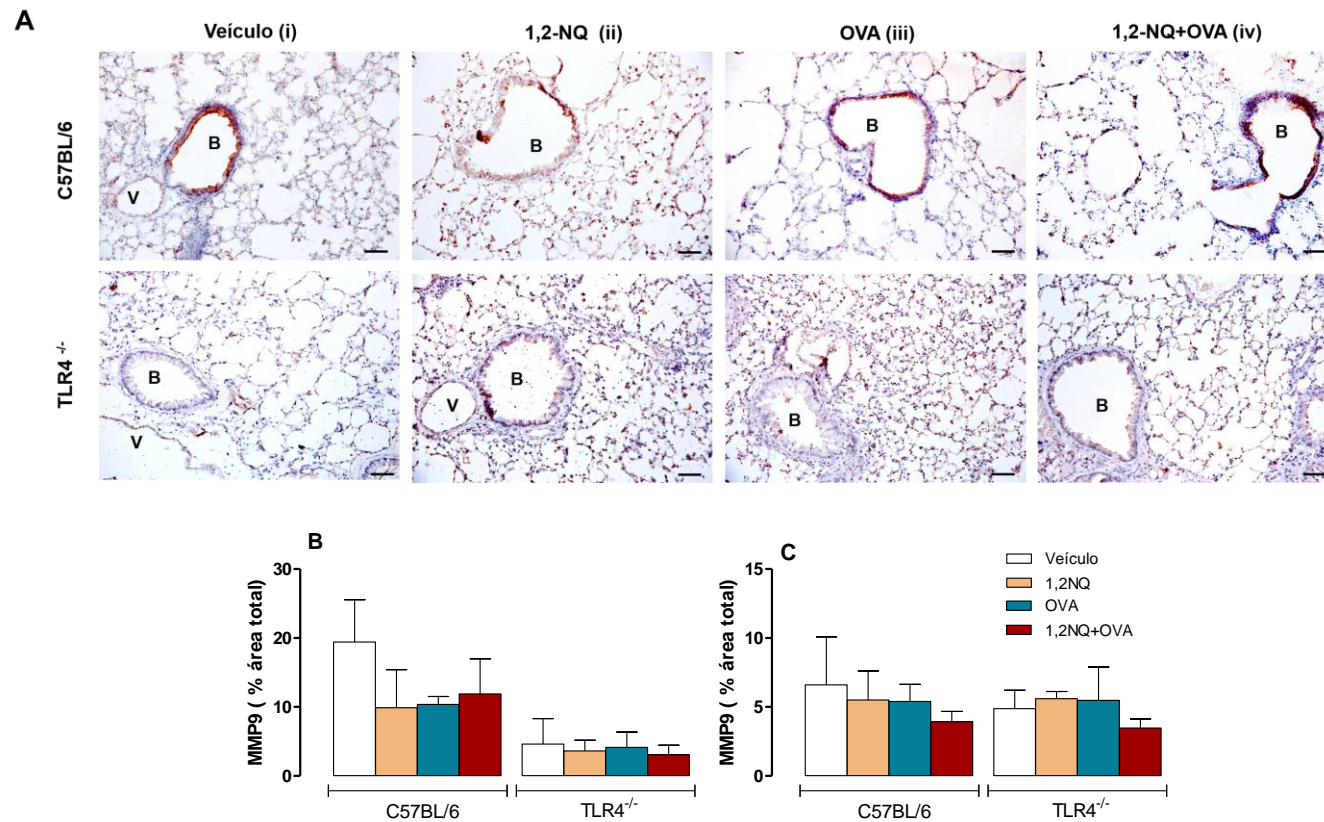 A
Veículo (i)
1,2-NQ (ii)
OVA (iii)
1,2-NQ+OVA (iv)
C57BL/6
B
V
B
B
B
TLR4 -/-
B
V
B
V
B
B
B
MMP9 ( % área total)
30
20
10
0
C57BL/6
TLR4-/-
C
MMP9 ( % área total)
15
10
5
0
C57BL/6
TLR4-/-
Veículo
1,2NQ
OVA
1,2NQ+OVA